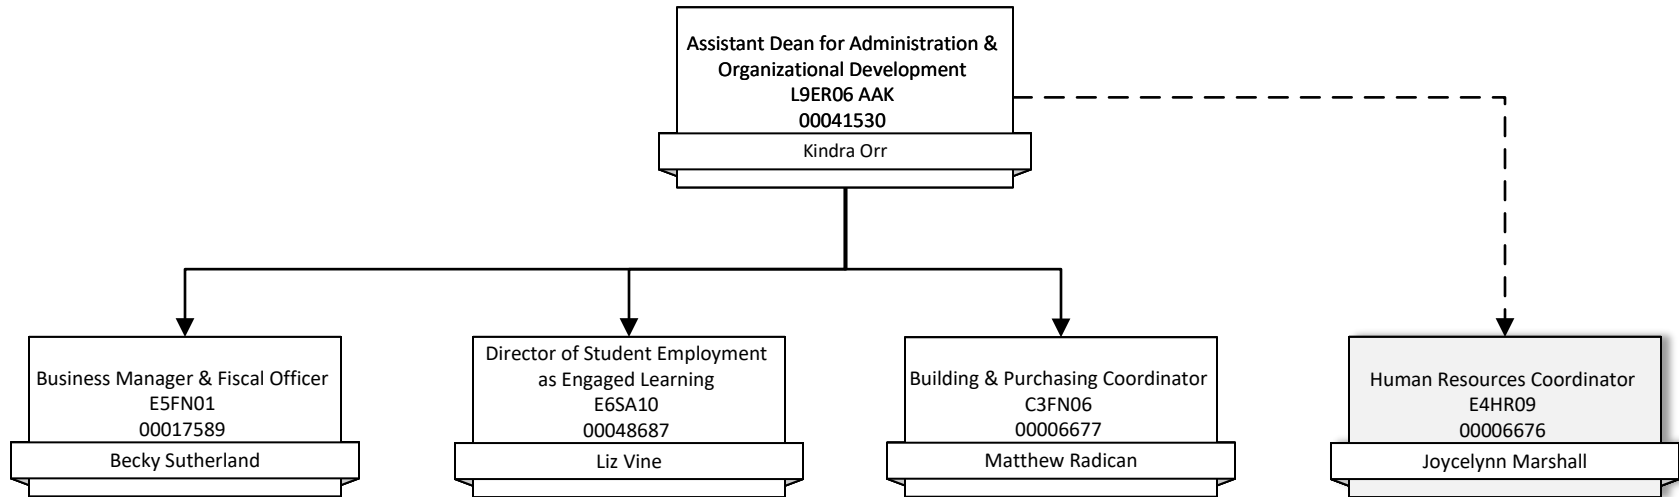 Assistant Dean for Administration &
Organizational Development
L9ER06 AAK
00041530
Kindra Orr
Business Manager & Fiscal Officer
E5FN01
00017589
Becky Sutherland
Director of Student Employment
as Engaged Learning
E6SA10
00048687
Liz Vine
Building & Purchasing Coordinator
C3FN06
00006677
Matthew Radican
Human Resources Coordinator
E4HR09
00006676
Joycelynn Marshall